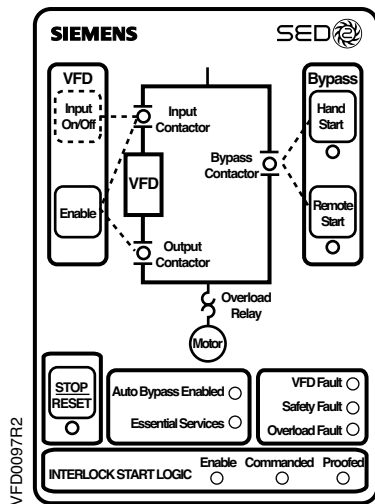 SIEMENS
SED2
VFD
Input
On/Off
Enable
Input
Contactor
VFD
Bypass
Contactor
Output
Contactor
Overload
Relay
Motor
Bypass
Hand
Start
Remote
Start
STOP
RESET
Auto Bypass Enabled
Essential Services
VFD Fault
Safety Fault
Overload Fault
INTERLOCK START LOGIC
Enable
Commanded
Proofed
VFD0097R2